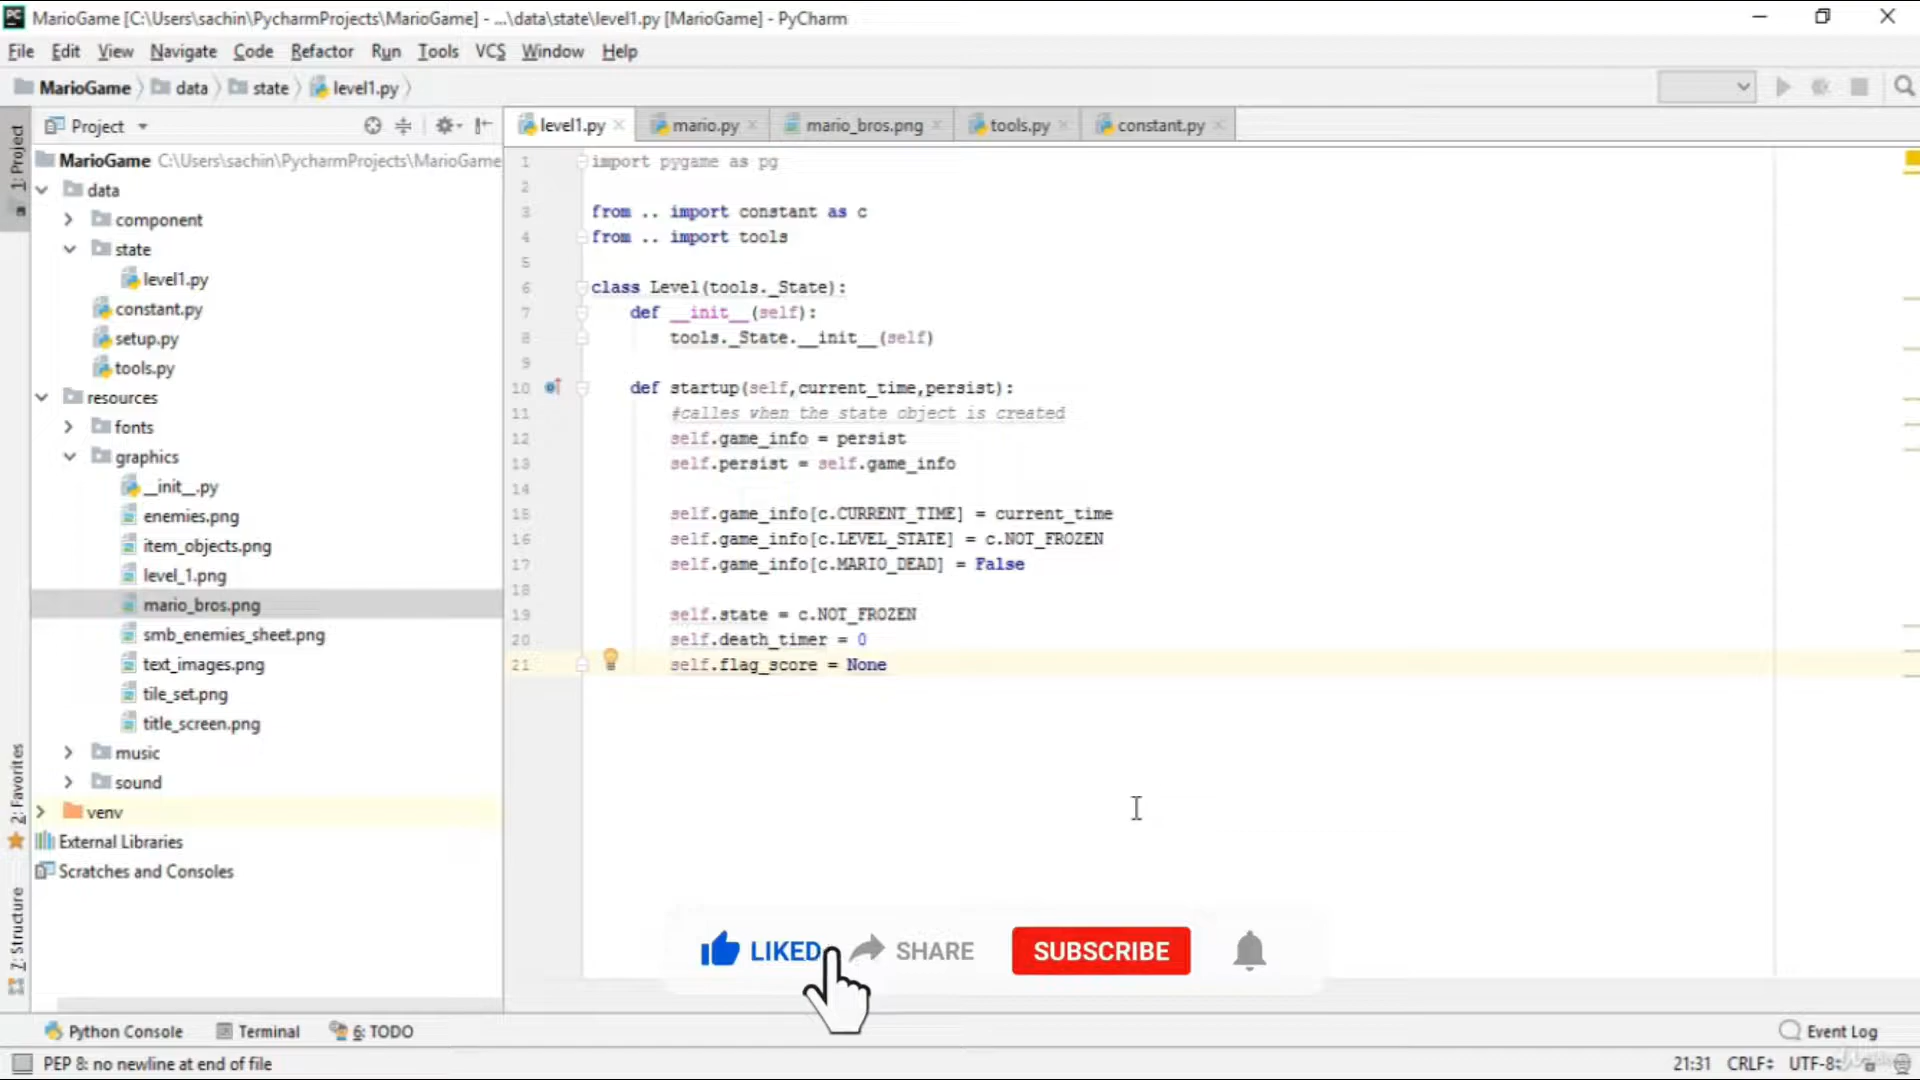 MarioGame [C:\Users\sachin\PycharmProjects\MarioGame] - ...\data\state\level1.py [MarioGame] - PyCharm
File Edit View Navigate Code Refactor Run Tools VCS Window Help
MarioGame data state level1.py
1: Project
Project
level1.py mario.py mario_bros.png tools.py constant.py
MarioGame C:\Users\sachin\PycharmProjects\MarioGame
data
component
state
level1.py
constant.py
setup.py
tools.py
resources
fonts
graphics
__init__.py
enemies.png
item_objects.png
level_1.png
mario_bros.png
smb_enemies_sheet.png
text_images.png
tile_set.png
title_screen.png
music
sound
venv
External Libraries
Scratches and Consoles
2: Favorites
7: Structure
1 import pygame as pg
2
3 from .. import constant as c
4 from .. import tools
5
6 class Level(tools._State):
7 def __init__(self):
8 tools._State.__init__(self)
9
10 def startup(self,current_time,persist):
11 #calles when the state object is created
12 self.game_info = persist
13 self.persist = self.game_info
14
15 self.game_info[c.CURRENT_TIME] = current_time
16 self.game_info[c.LEVEL_STATE] = c.NOT_FROZEN
17 self.game_info[c.MARIO_DEAD] = False
18
19 self.state = c.NOT_FROZEN
20 self.death_timer = 0
21 self.flag_score = None
LIKED SHARE SUBSCRIBE
Python Console Terminal 6: TODO Event Log
PEP 8: no newline at end of file 21:31 CRLF UTF-8